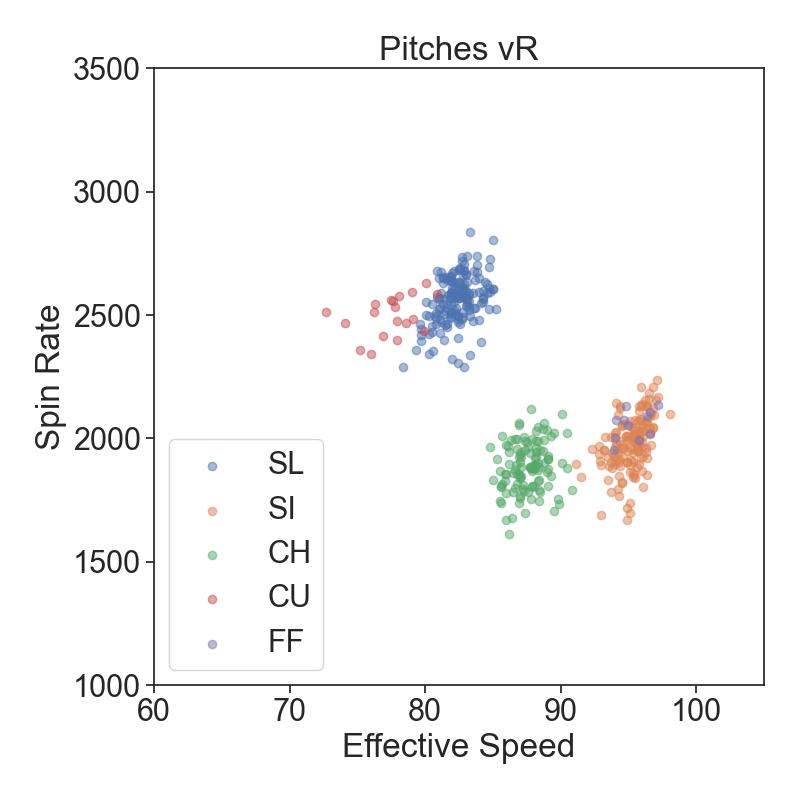 Pitches vR
3500
3000
2500
2000
1500
1000
Spin Rate
SL
SI
CH
CU
FF
60 70 80 90 100
Effective Speed